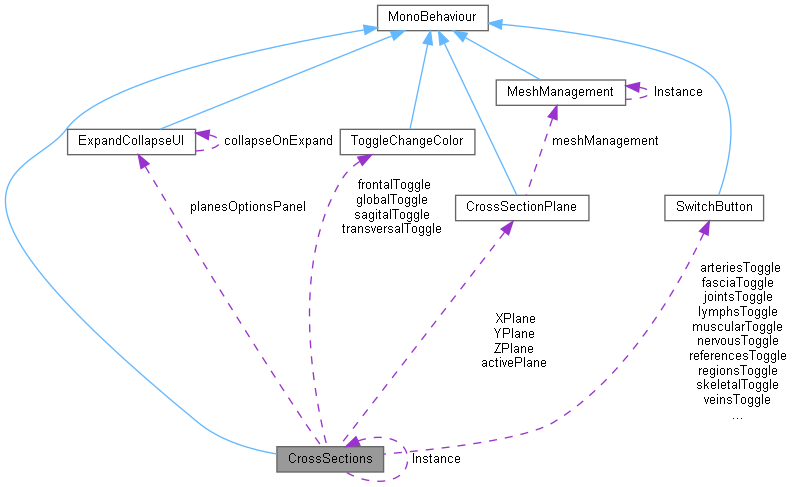 MonoBehaviour
MeshManagement
Instance
ExpandCollapseUI
collapseOnExpand
ToggleChangeColor
meshManagement
planesOptionsPanel
frontalToggle
globalToggle
sagitalToggle
transversalToggle
CrossSectionPlane
SwitchButton
XPlane
YPlane
ZPlane
activePlane
arteriesToggle
fasciaToggle
jointsToggle
lymphsToggle
muscularToggle
nervousToggle
referencesToggle
regionsToggle
skeletalToggle
veinsToggle
...
CrossSections
Instance